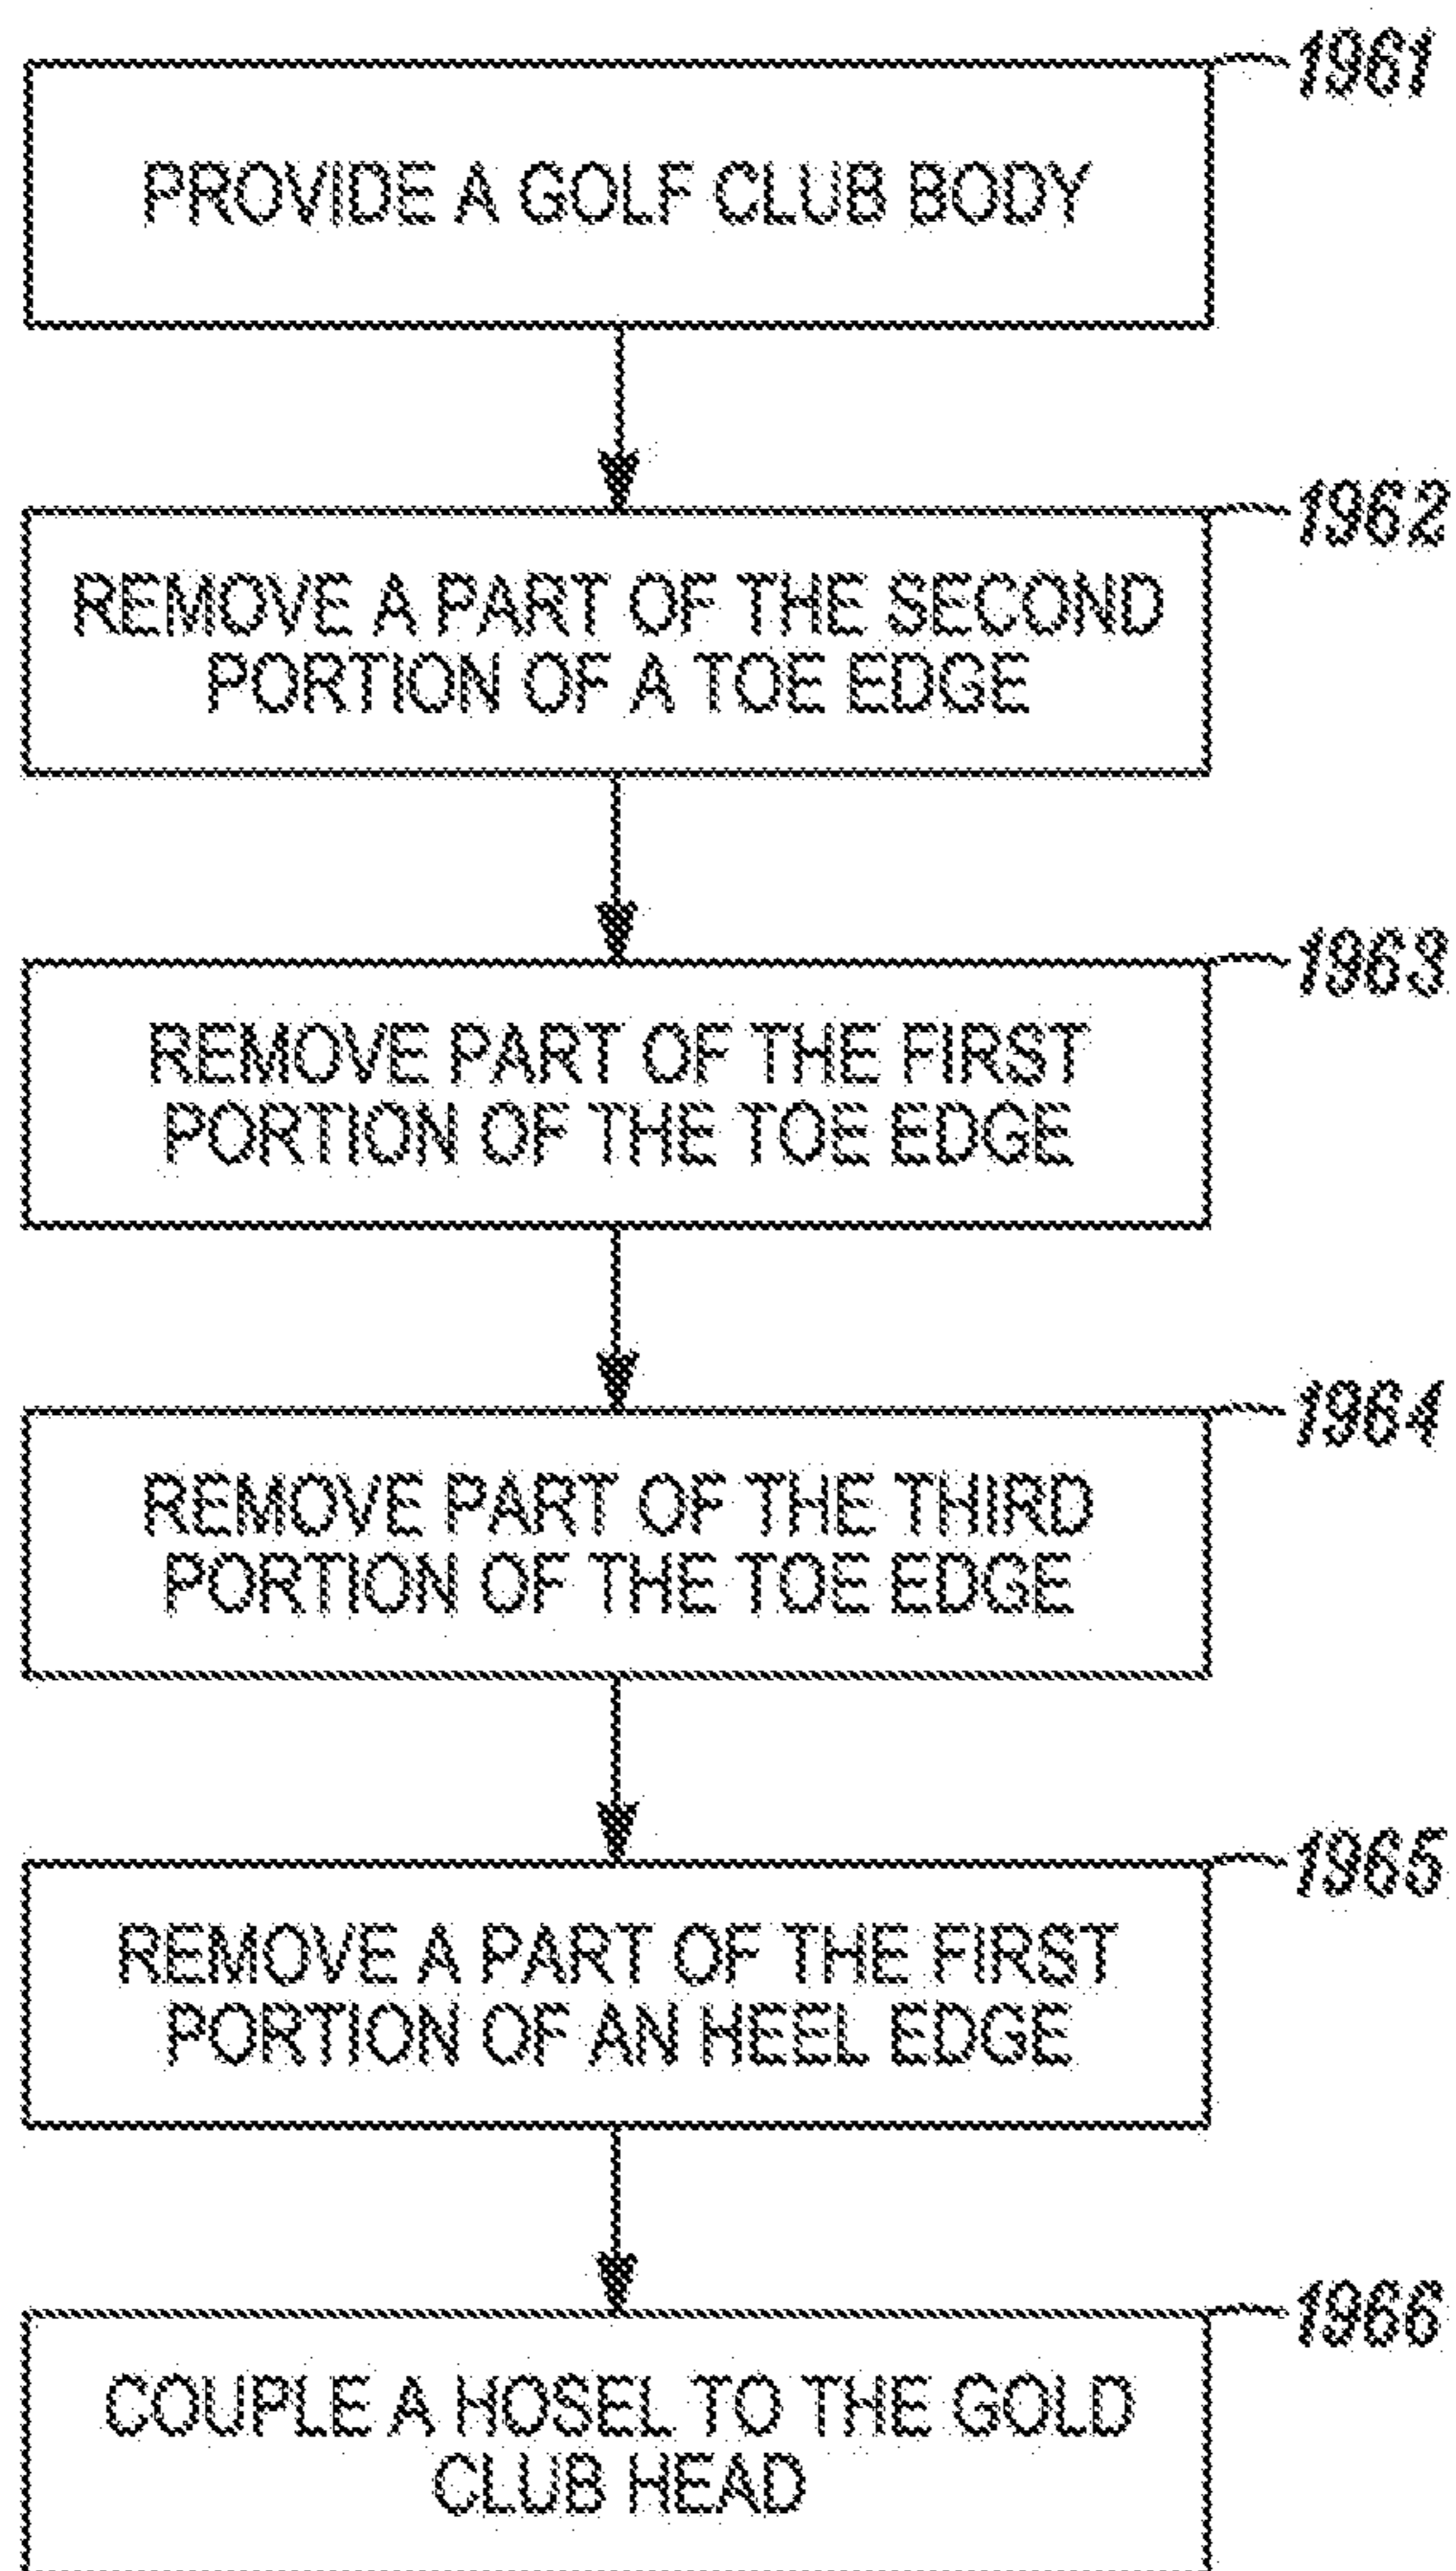 1961
PROVIDE A GOLF CLUB BODY
1962
REMOVE A PART OF THE SECOND
PORTION OF A TOE EDGE
1963
REMOVE PART OF THE FIRST
PORTION OF THE TOE EDGE
1964
REMOVE PART OF THE THIRD
PORTION OF THE TOE EDGE
1965
REMOVE A PART OF THE FIRST
PORTION OF AN HEEL EDGE
1966
COUPLE A HOSEL TO THE GOLD
CLUB HEAD